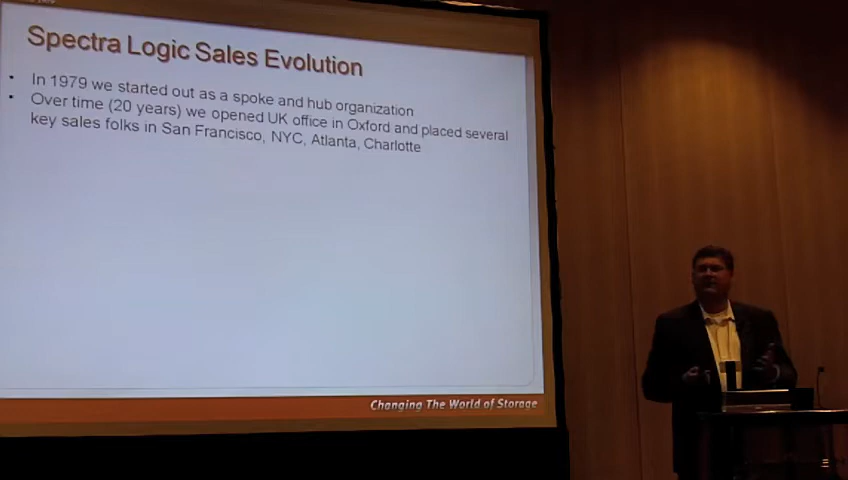 Spectra Logic Sales Evolution
• In 1979 we started out as a spoke and hub organization
• Over time (20 years) we opened UK office in Oxford and placed several
key sales folks in San Francisco, NYC, Atlanta, Charlotte
Changing The World of Storage